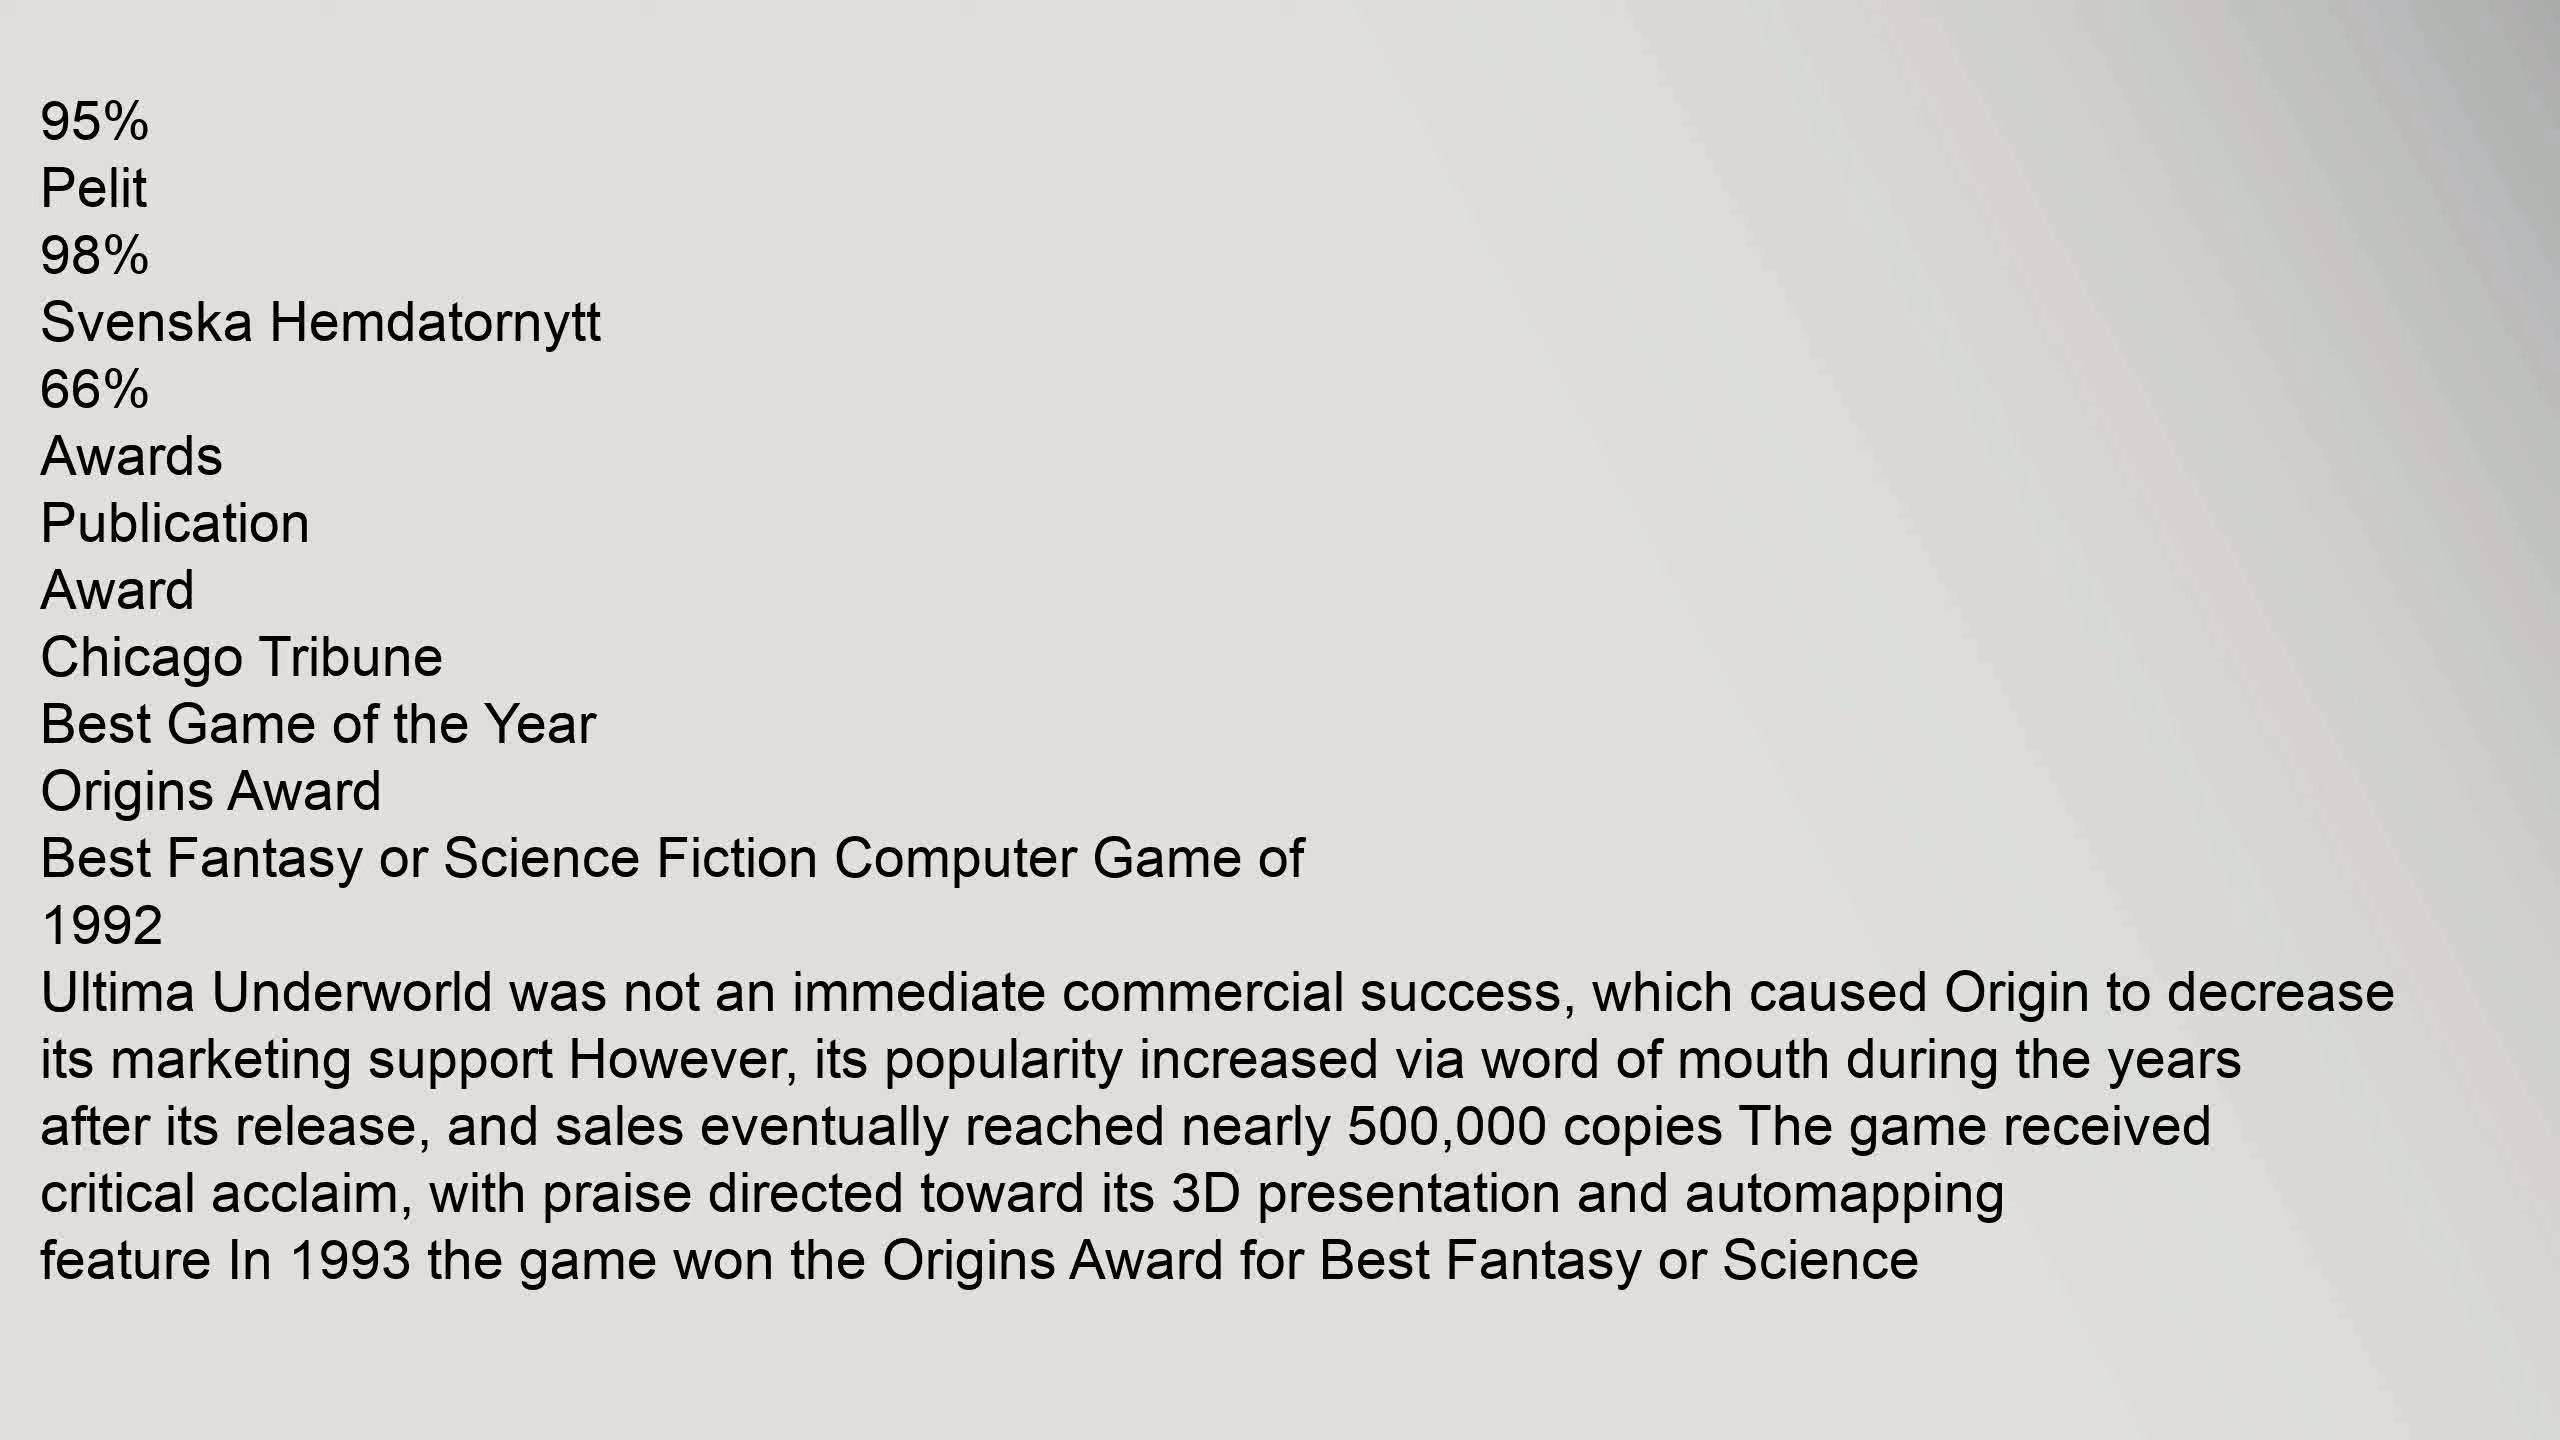 95%
Pelit
98%
Svenska Hemdatornytt
66%
Awards
Publication
Award
Chicago Tribune
Best Game of the Year
Origins Award
Best Fantasy or Science Fiction Computer Game of
1992
Ultima Underworld was not an immediate commercial success, which caused Origin to decrease
its marketing support However, its popularity increased via word of mouth during the years
after its release, and sales eventually reached nearly 500,000 copies The game received
critical acclaim, with praise directed toward its 3D presentation and automapping
feature In 1993 the game won the Origins Award for Best Fantasy or Science